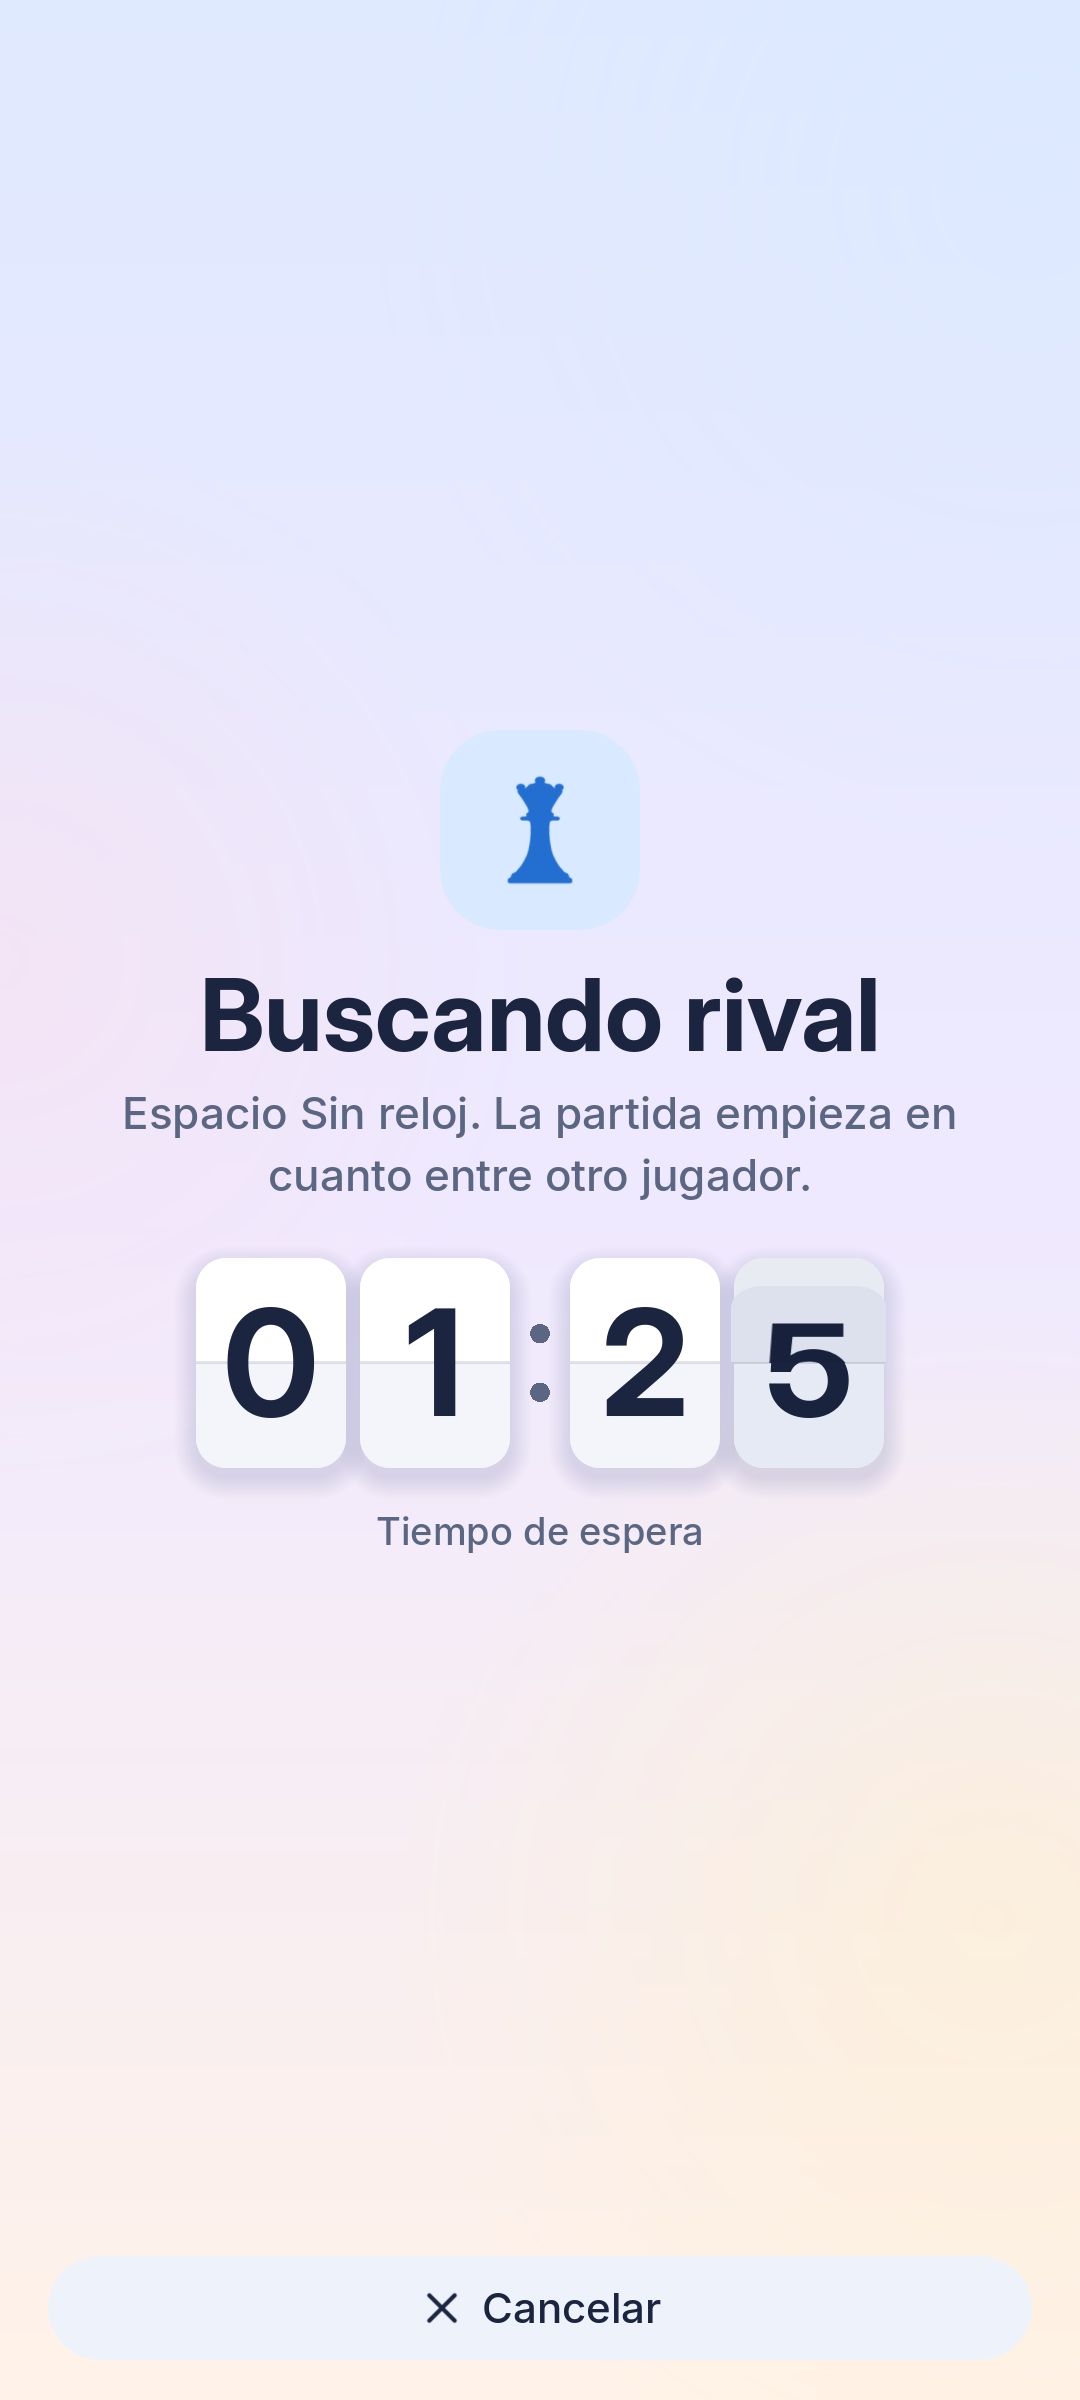 Buscando rival
Espacio Sin reloj. La partida empieza en
cuanto entre otro jugador.
01:25
Tiempo de espera
Cancelar